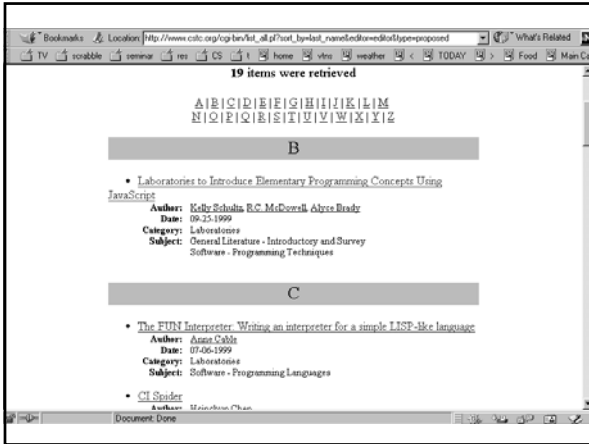 Bookmarks Location: http://www.cstc.org/cgi-bin/list_all.pl?sort_by=last_name&editor=editor&type=proposed What's Related
TV scrabble seminar res CS t home vtns weather < TODAY > Food Main Ca
19 items were retrieved
A | B | C | D | E | F | G | H | I | J | K | L | M
N | O | P | Q | R | S | T | U | V | W | X | Y | Z
B
• Laboratories to Introduce Elementary Programming Concepts Using
JavaScript
Author: Kelly Schultz, R.C. McDowell, Alyce Brady
Date: 09-25-1999
Category: Laboratories
Subject: General Literature - Introductory and Survey
Software - Programming Techniques
C
• The FUN Interpreter: Writing an interpreter for a simple LISP-like language
Author: Anne Cable
Date: 07-06-1999
Category: Laboratories
Subject: Software - Programming Languages
• CI Spider
Author: Hsinchun Chen
Document: Done